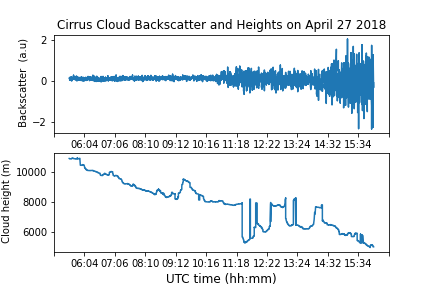 Cirrus Cloud Backscatter and Heights on April 27 2018
Backscatter (a.u)
2
0
−2
06:04 07:06 08:10 09:12 10:16 11:18 12:22 13:24 14:32 15:34
Cloud height (m)
10000
8000
6000
06:04 07:06 08:10 09:12 10:16 11:18 12:22 13:24 14:32 15:34
UTC time (hh:mm)